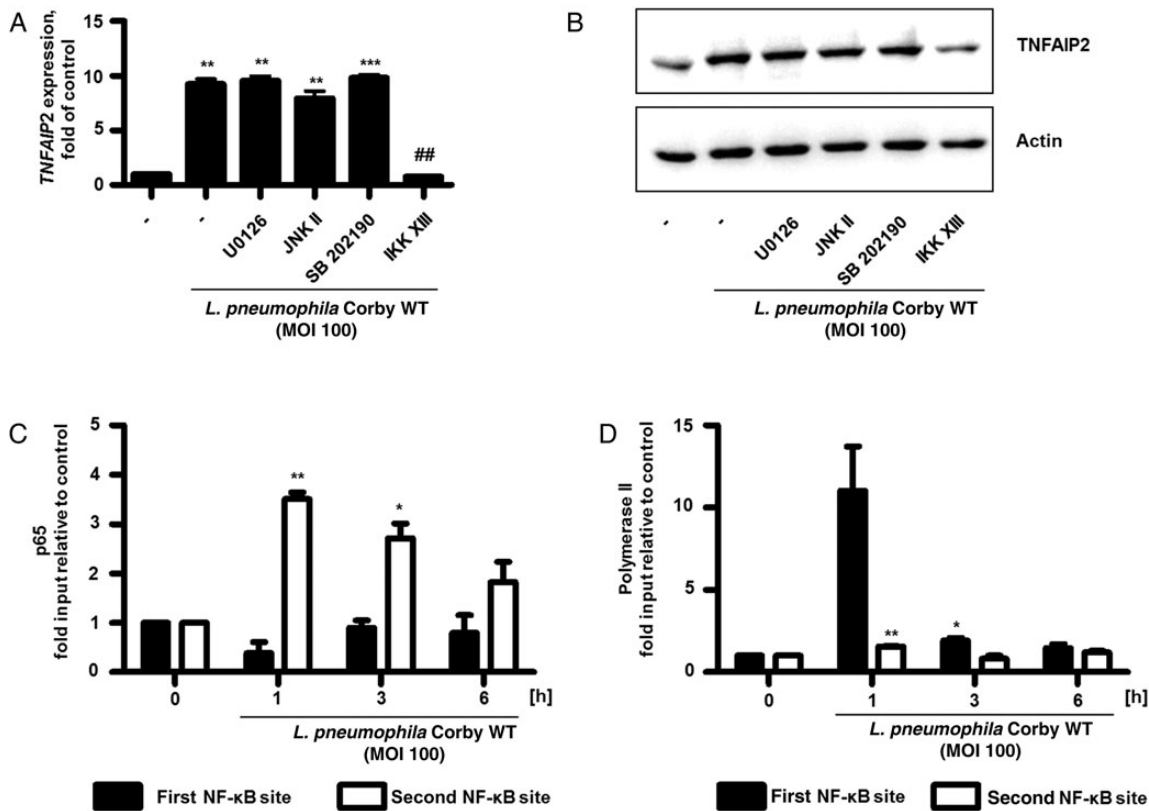 A
TNFAIP2 expression,
fold of control
15
10
5
0
**
**
**
***
##
-
-
U0126
JNK II
SB 202190
IKK XIII
L. pneumophila Corby WT
(MOI 100)
B
TNFAIP2
Actin
-
-
U0126
JNK II
SB 202190
IKK XIII
L. pneumophila Corby WT
(MOI 100)
C
p65
fold input relative to control
5
4
3
2
1
0
**
*
0 1 3 6 [h]
L. pneumophila Corby WT
(MOI 100)
First NF-κB site Second NF-κB site
D
Polymerase II
fold input relative to control
15
10
5
0
**
*
0 1 3 6 [h]
L. pneumophila Corby WT
(MOI 100)
First NF-κB site Second NF-κB site